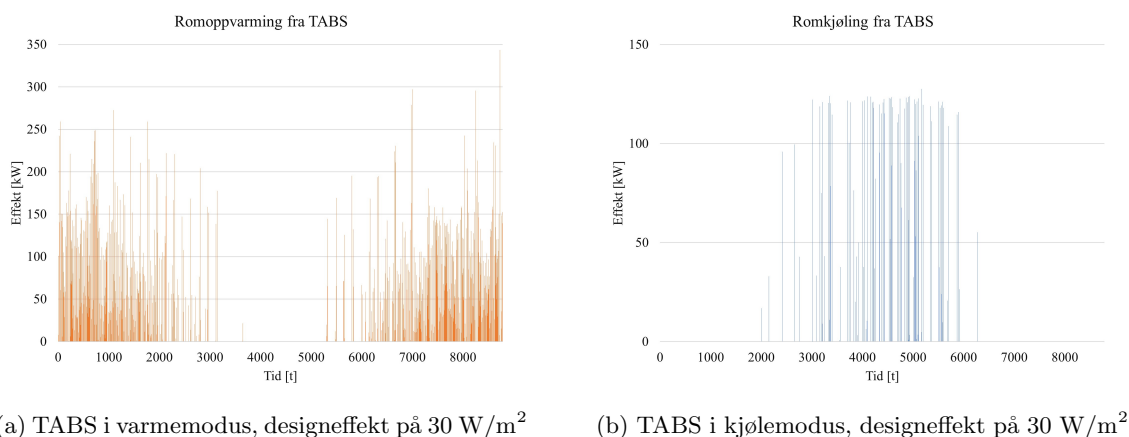 Romoppvarming fra TABS
350
300
250
200
150
100
50
0
Effekt [kW]
0 1000 2000 3000 4000 5000 6000 7000 8000
Tid [t]
(a) TABS i varmemodus, designeffekt på 30 W/m²
Romkjøling fra TABS
150
100
50
0
Effekt [kW]
0 1000 2000 3000 4000 5000 6000 7000 8000
Tid [t]
(b) TABS i kjølemodus, designeffekt på 30 W/m²